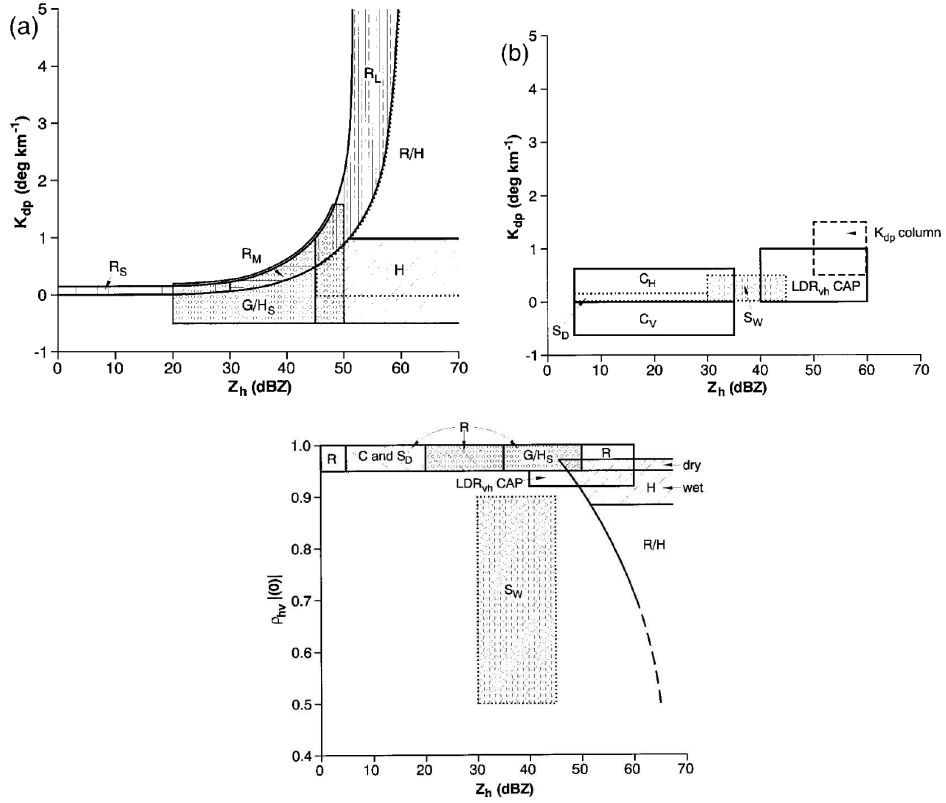 (a)
5
4
3
2
1
0
-1
K_dp (deg km⁻¹)
R_L
R/H
R_S
R_M
G/H_S
H
0 10 20 30 40 50 60 70
Z_h (dBZ)
(b)
5
4
3
2
1
0
-1
K_dp (deg km⁻¹)
K_dp column
C_H
LDR_vh CAP
S_D
C_V
S_W
0 10 20 30 40 50 60 70
Z_h (dBZ)
R
1.0
0.9
0.8
0.7
0.6
0.5
0.4
ρ_hv |(0)|
R
C and S_D
G/H_S
R
dry
LDR_vh CAP
H
wet
R/H
S_W
0 10 20 30 40 50 60 70
Z_h (dBZ)